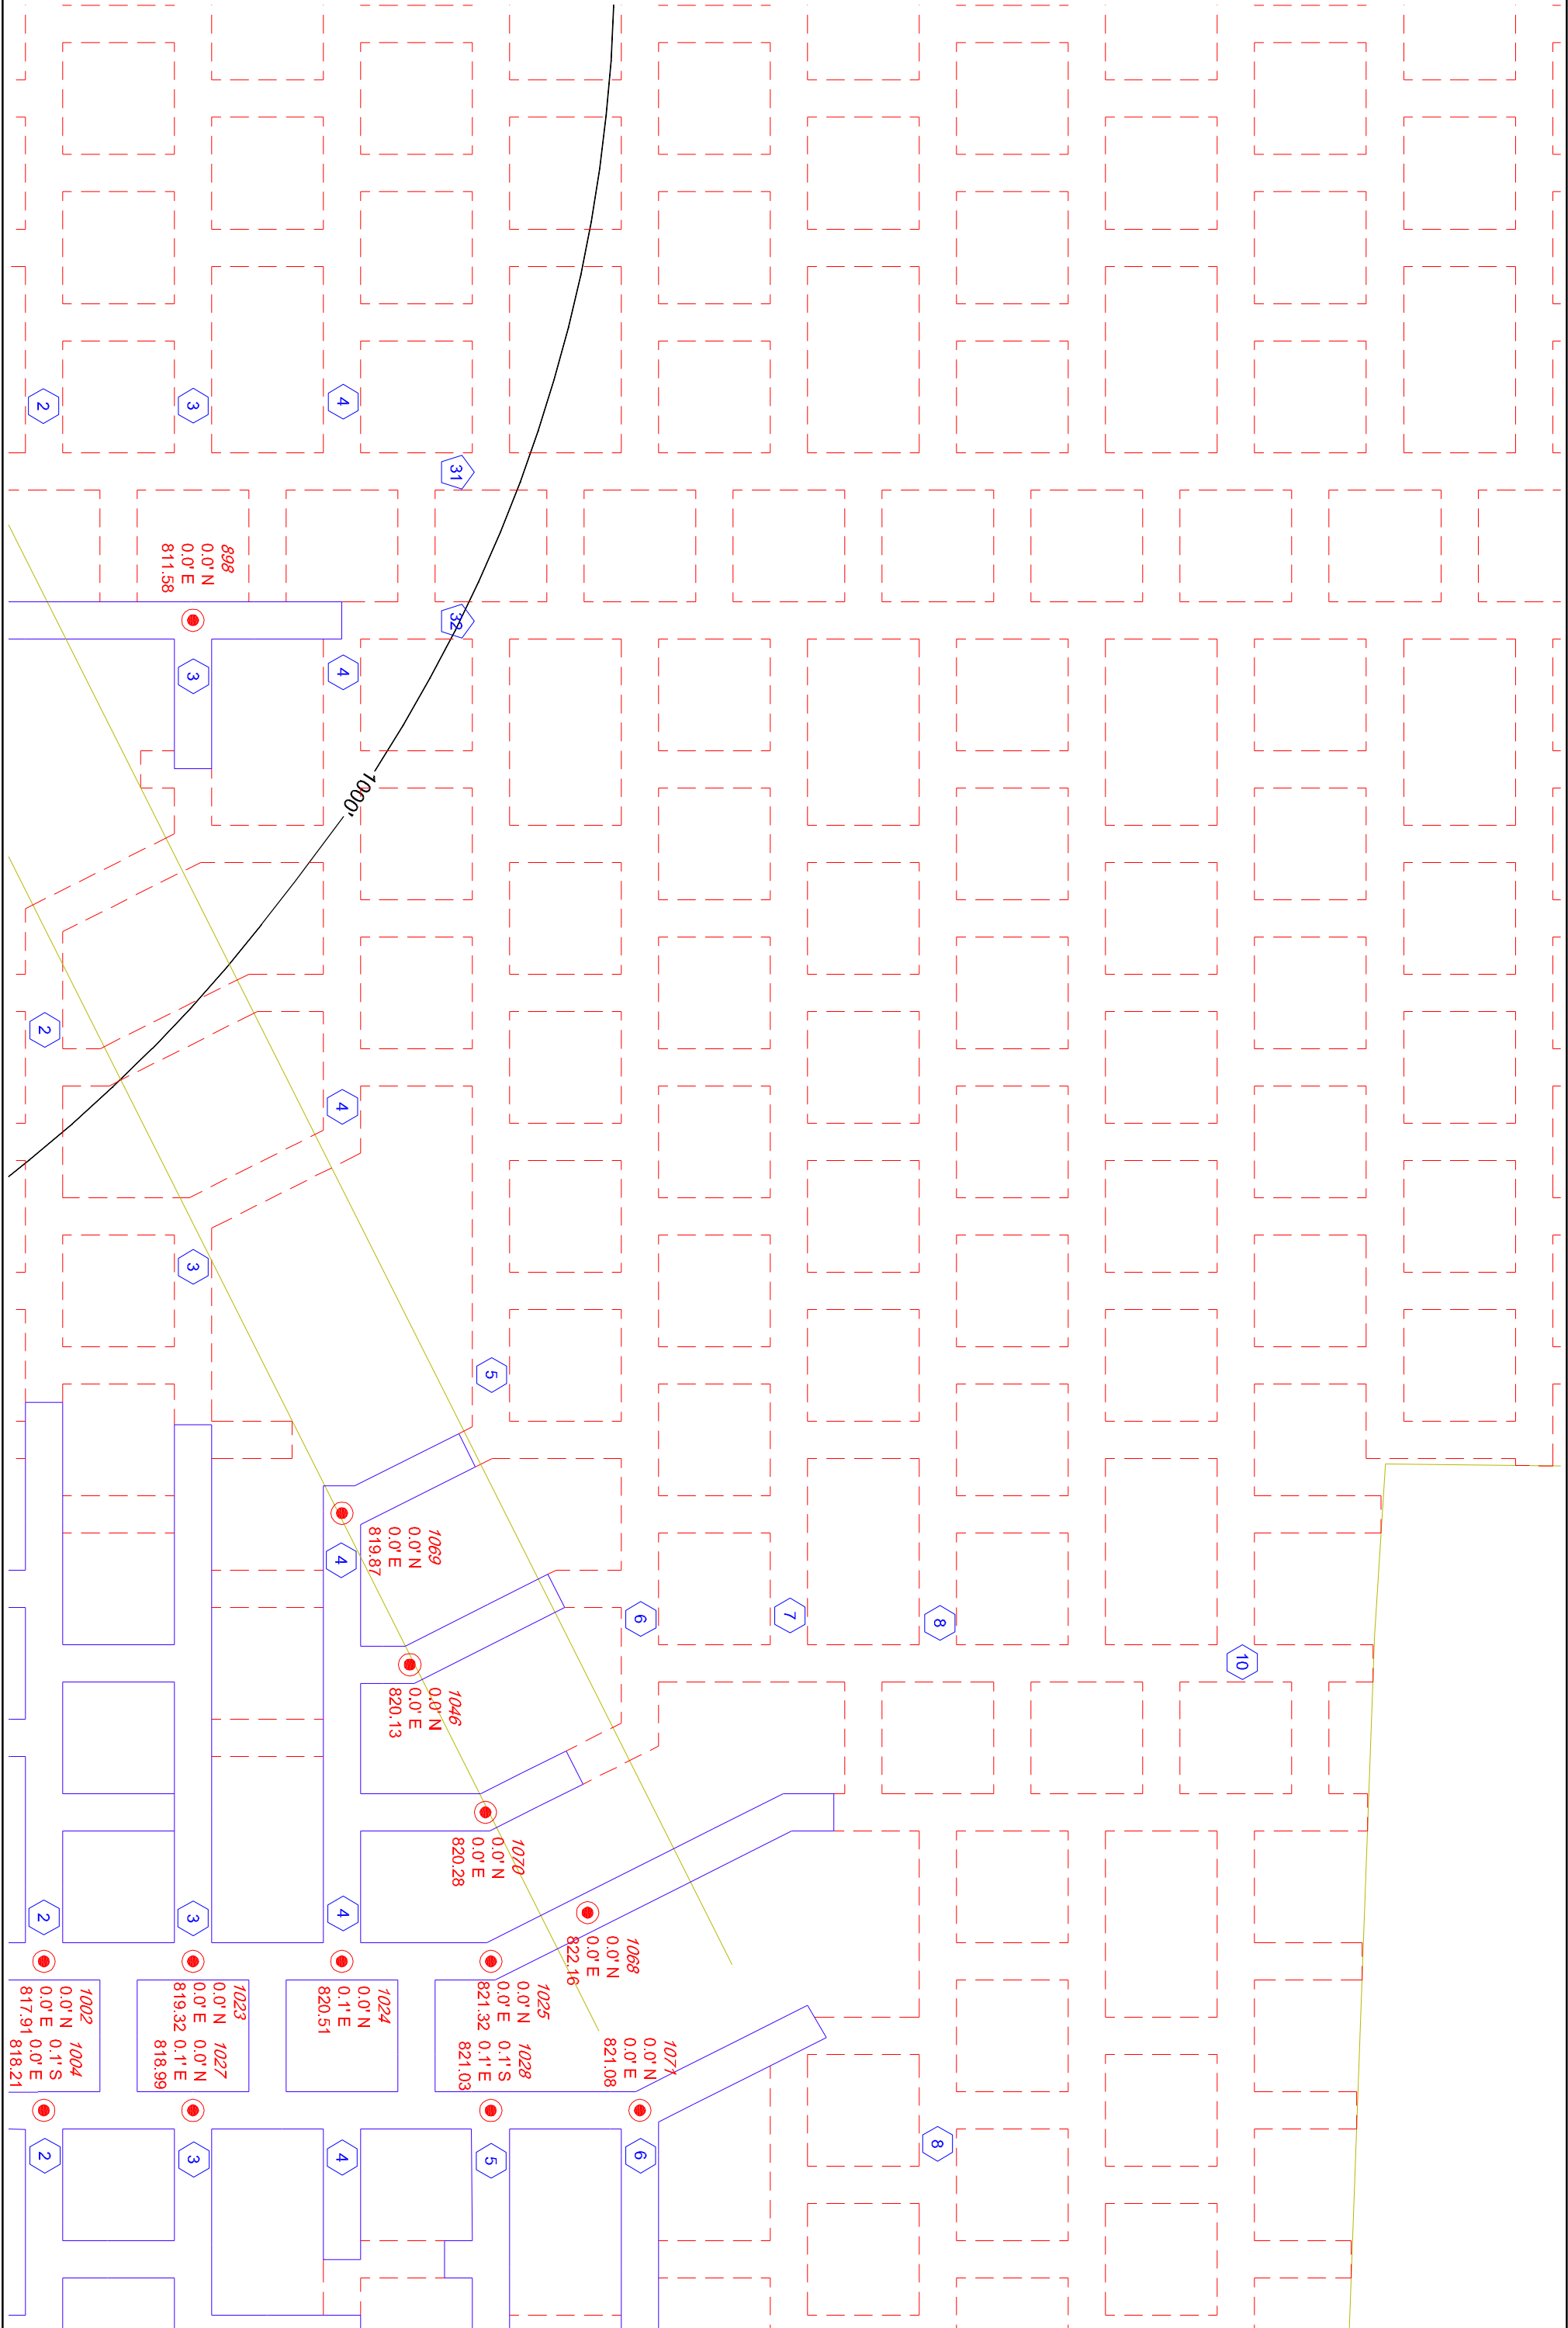 2
3
4
31
898
0.0' N
0.0' E
811.58
32
3
4
1000'
2
4
3
5
1069
0.0' N
0.0' E
819.87
4
6
7
8
10
1046
0.0' N
0.0' E
820.13
1070
0.0' N
0.0' E
820.28
2
3
4
1068
0.0' N
0.0' E
822.16
1002
0.0' N
0.0' E
817.91
1023
0.0' N
0.0' E
819.32
1024
0.0' N
0.1' E
820.51
1025
0.0' N
0.0' E
821.32
1004
0.1' S
0.0' E
818.21
1027
0.0' N
0.1' E
818.99
1028
0.1' S
0.1' E
821.03
1077
0.0' N
0.0' E
821.08
2
3
4
5
6
8